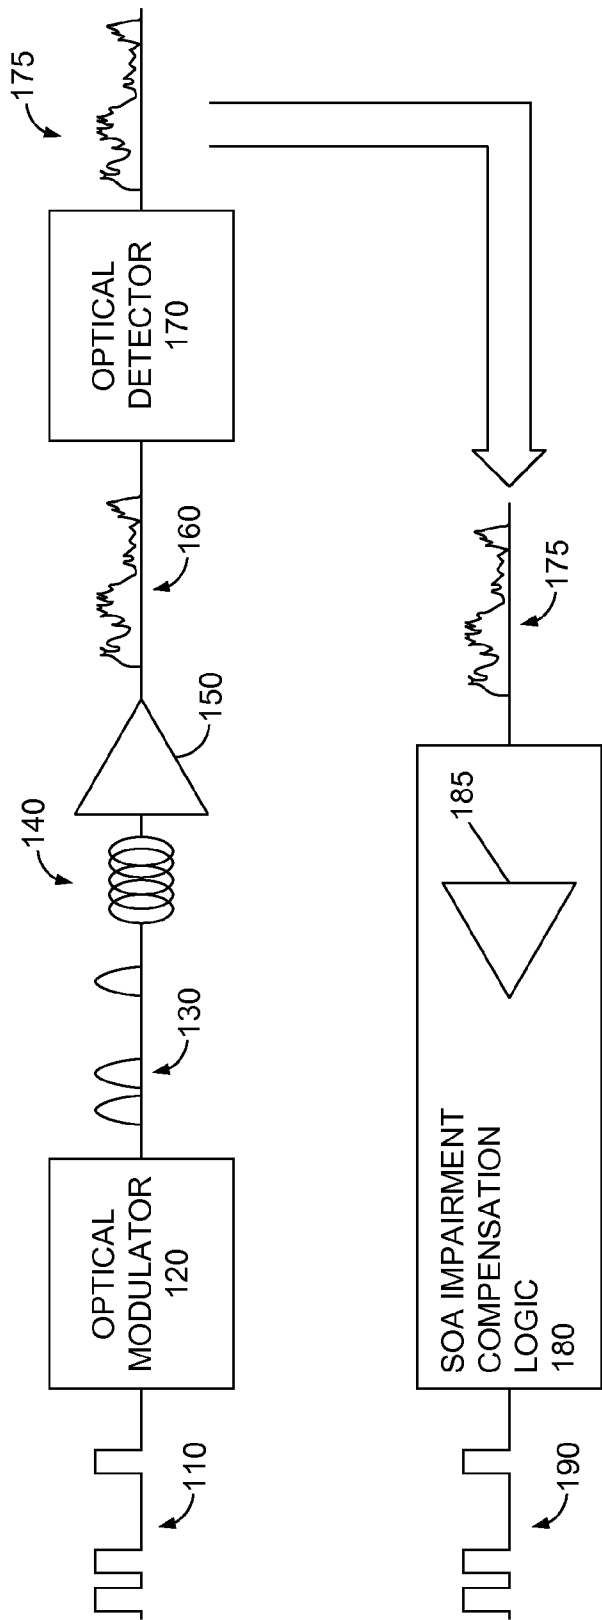 110
OPTICAL
MODULATOR
120
130
140
150
160
OPTICAL
DETECTOR
170
175
190
SOA IMPAIRMENT
COMPENSATION
LOGIC
180
185
175